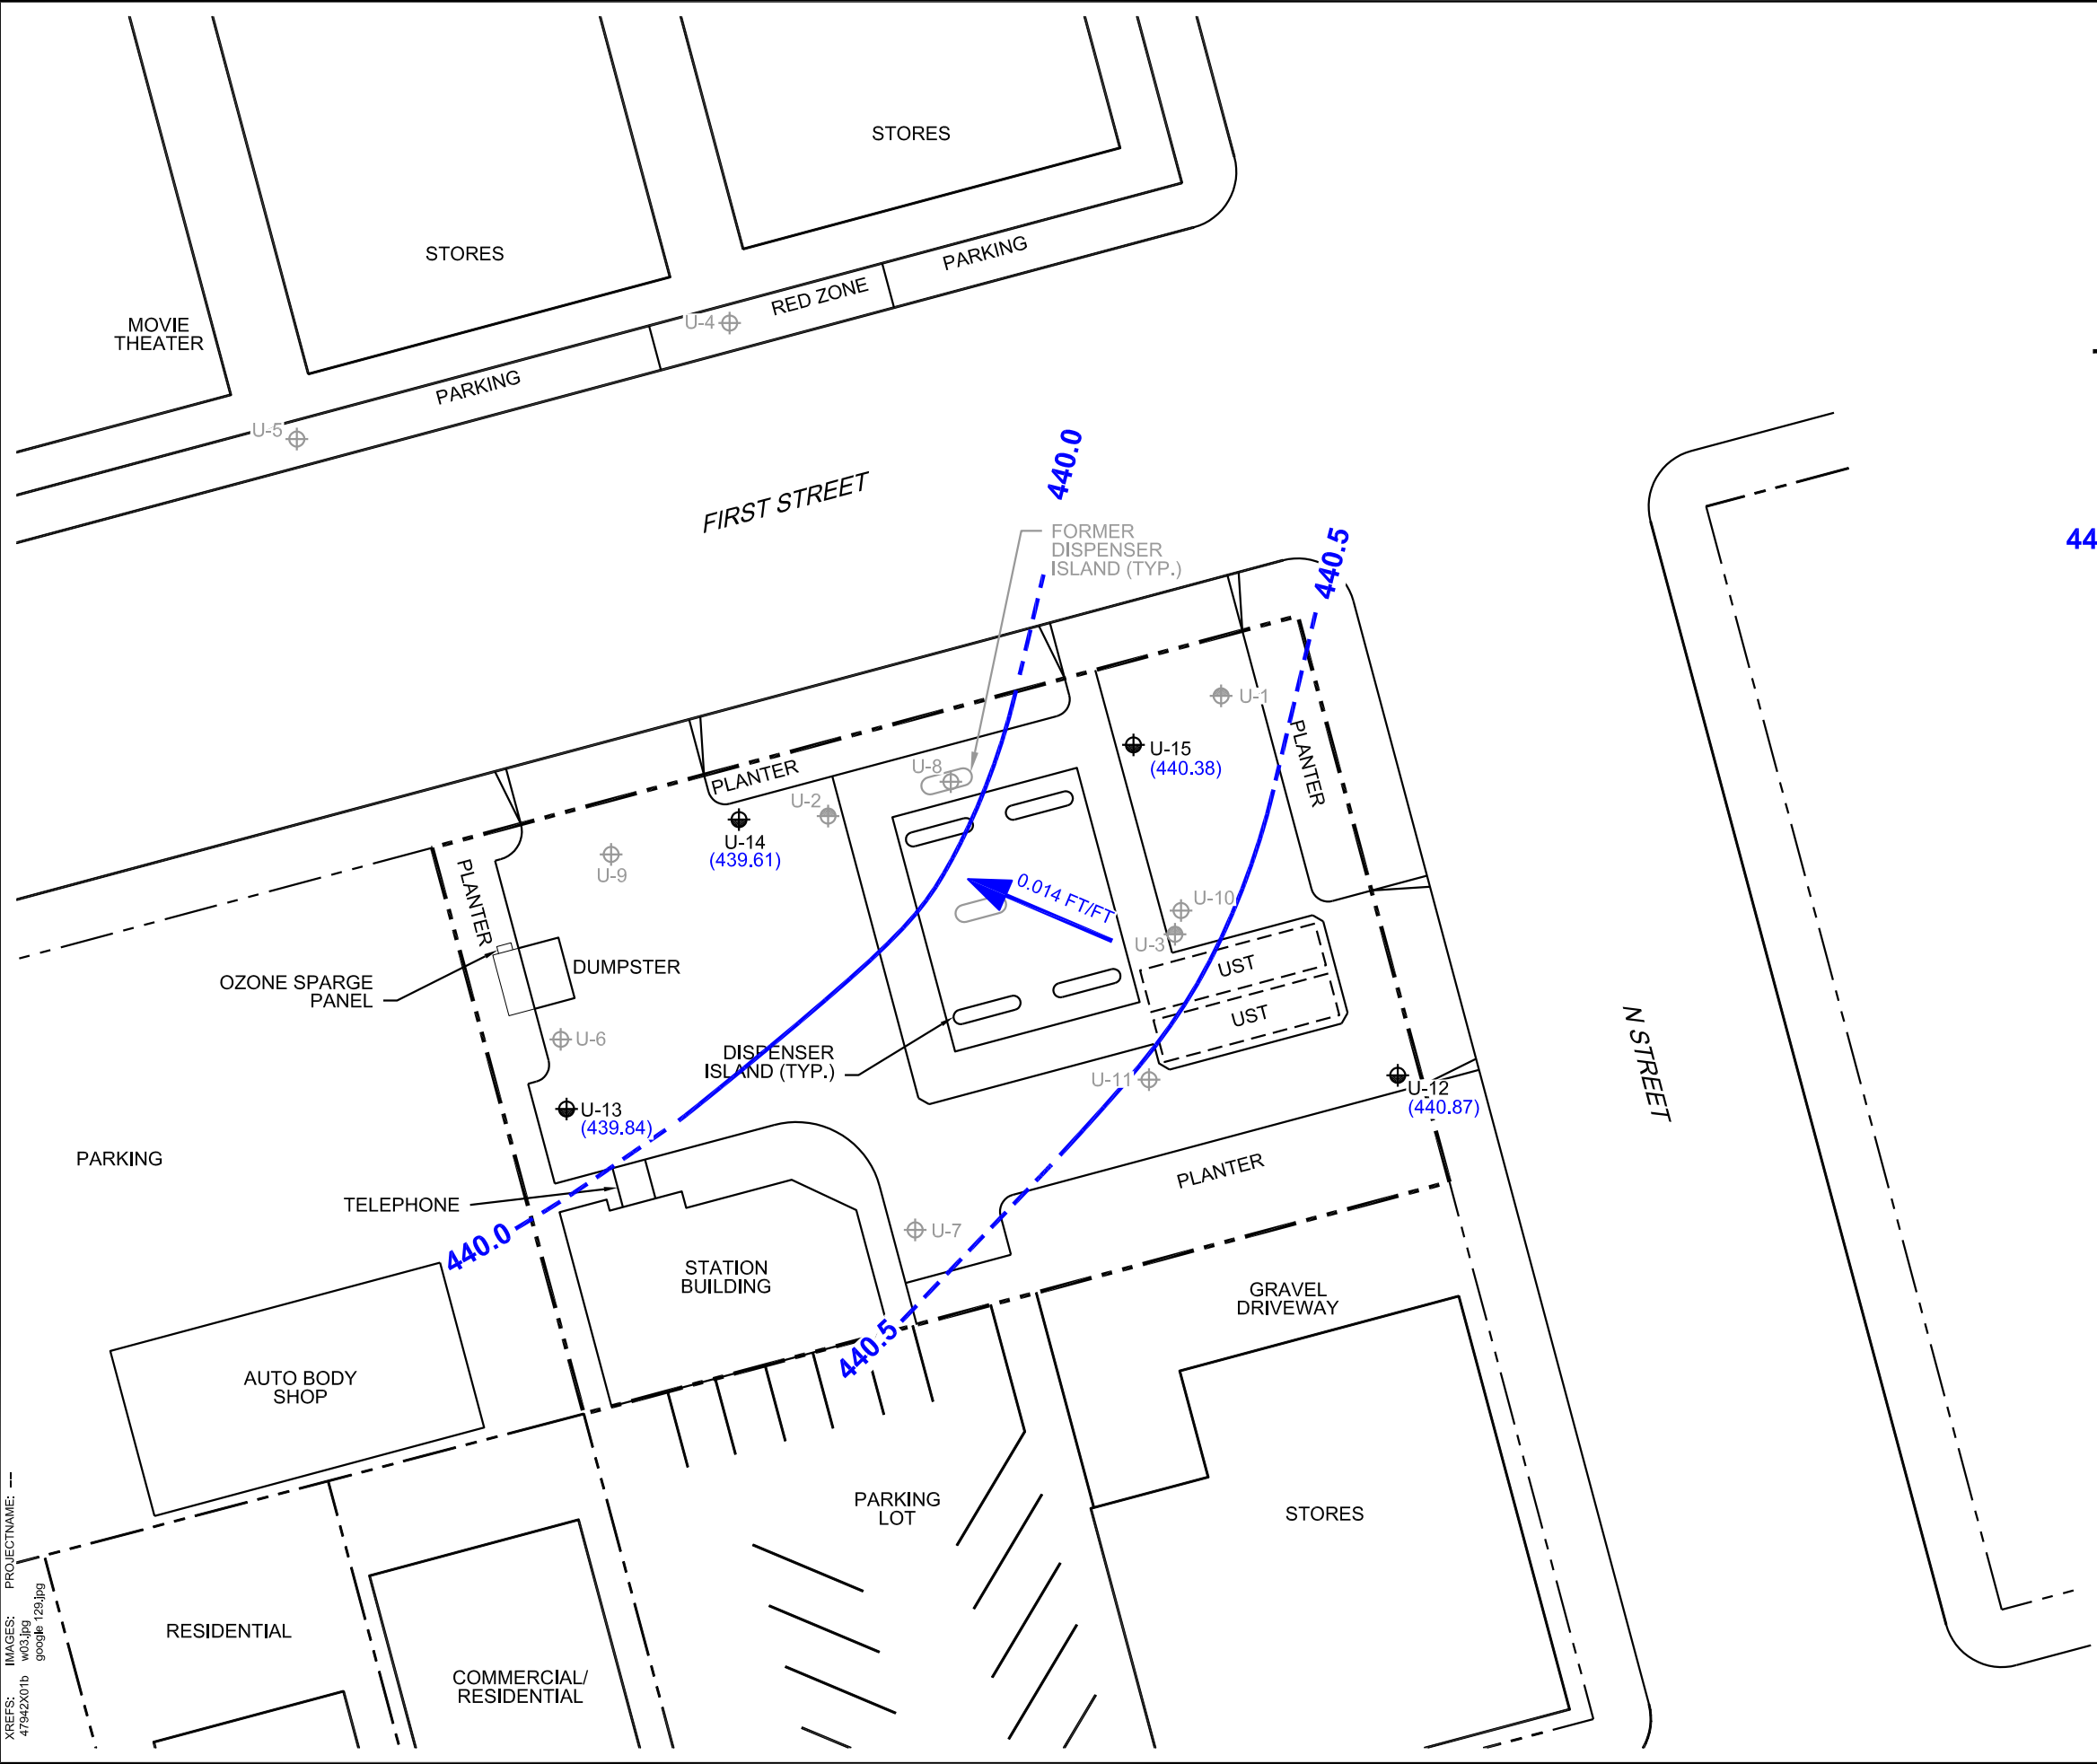 STORES
STORES
MOVIE
THEATER
PARKING
RED ZONE
PARKING
U-4
U-5
FIRST STREET
440.0
FORMER
DISPENSER
ISLAND (TYP.)
440.5
44
U-1
PLANTER
U-15
(440.38)
U-8
PLANTER
U-2
U-14
(439.61)
U-9
PLANTER
0.014 FT/FT
U-10
U-3
UST
UST
DUMPSTER
OZONE SPARGE
PANEL
U-6
DISPENSER
ISLAND (TYP.)
U-11
U-12
(440.87)
N STREET
U-13
(439.84)
PARKING
PLANTER
TELEPHONE
440.0
U-7
STATION
BUILDING
GRAVEL
DRIVEWAY
440.5
AUTO BODY
SHOP
PARKING
LOT
STORES
RESIDENTIAL
COMMERCIAL/
RESIDENTIAL
XREFS: IMAGES: PROJECTNAME: ---
47942X01b w03.jpg
google 129.jpg